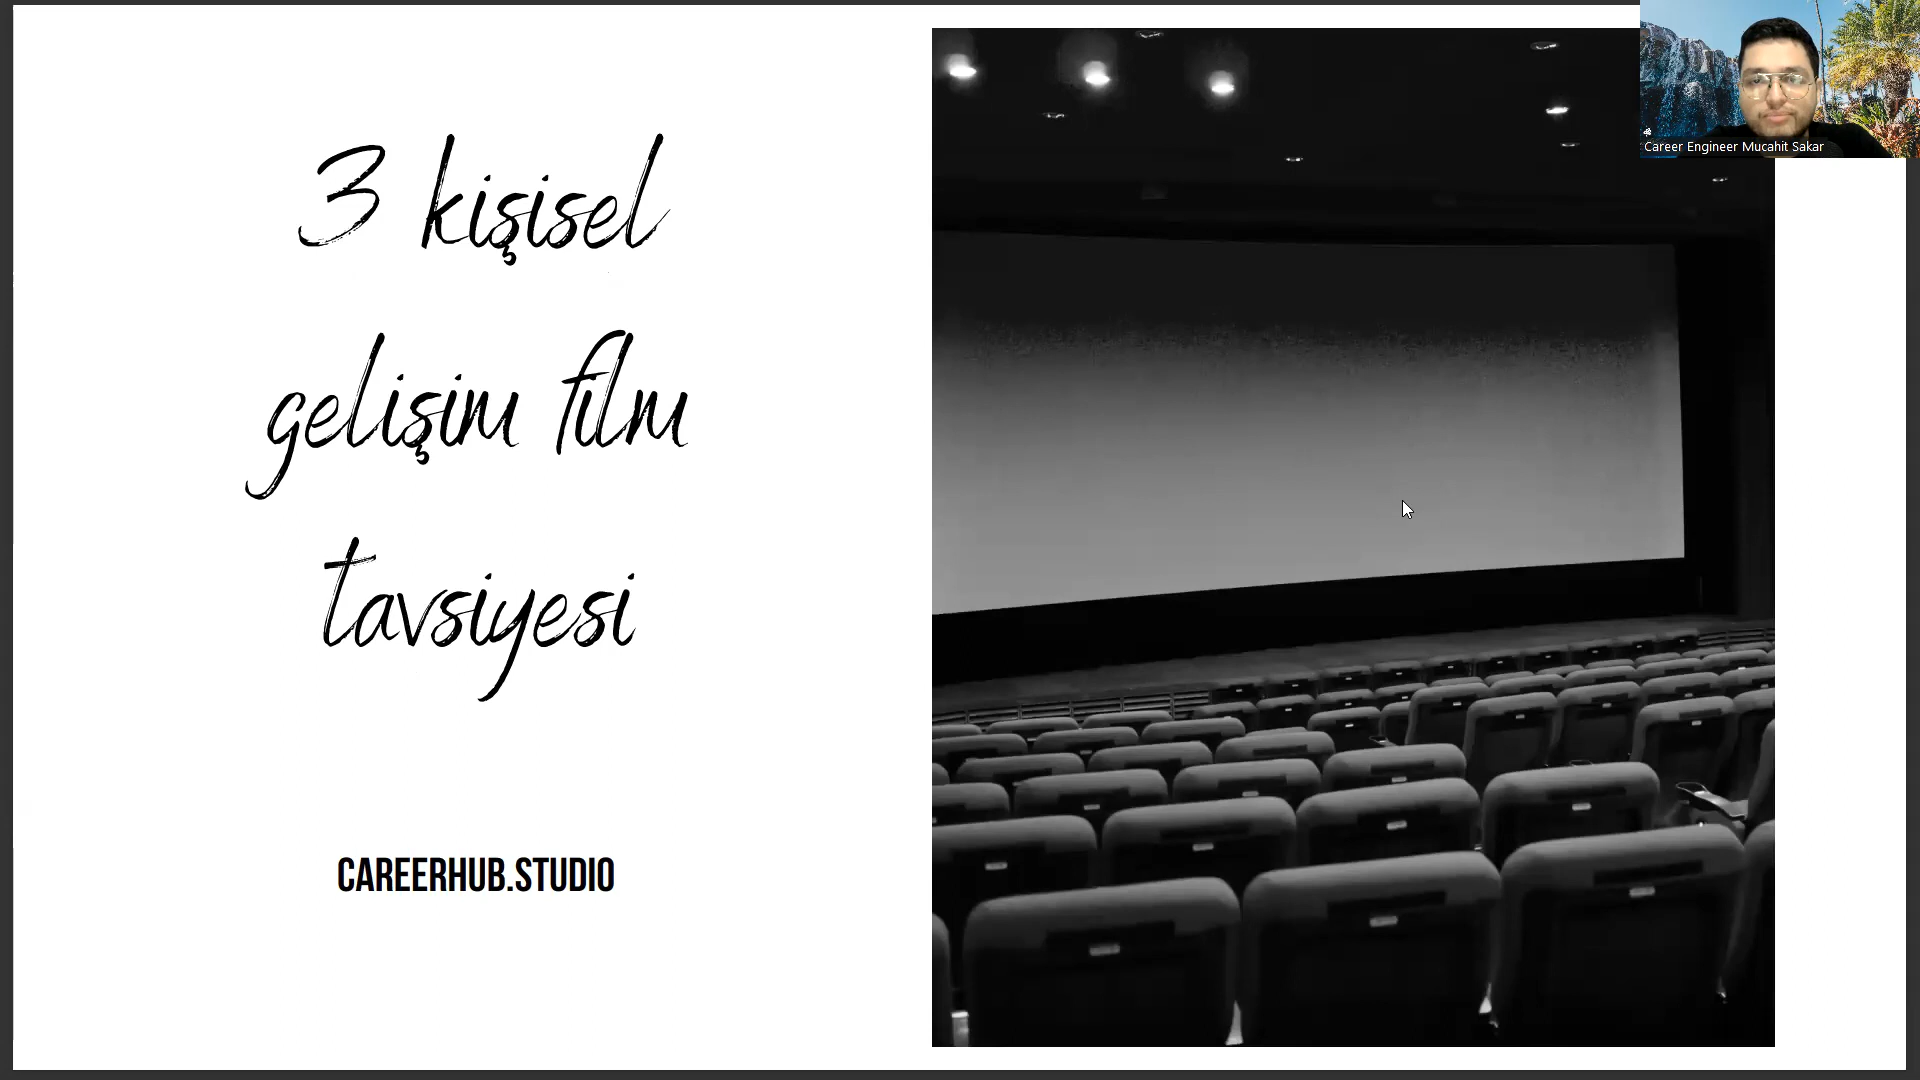 3 kişisel
gelişim film
tavsiyesi
CAREERHUB.STUDIO
Career Engineer Mucahit Sakar